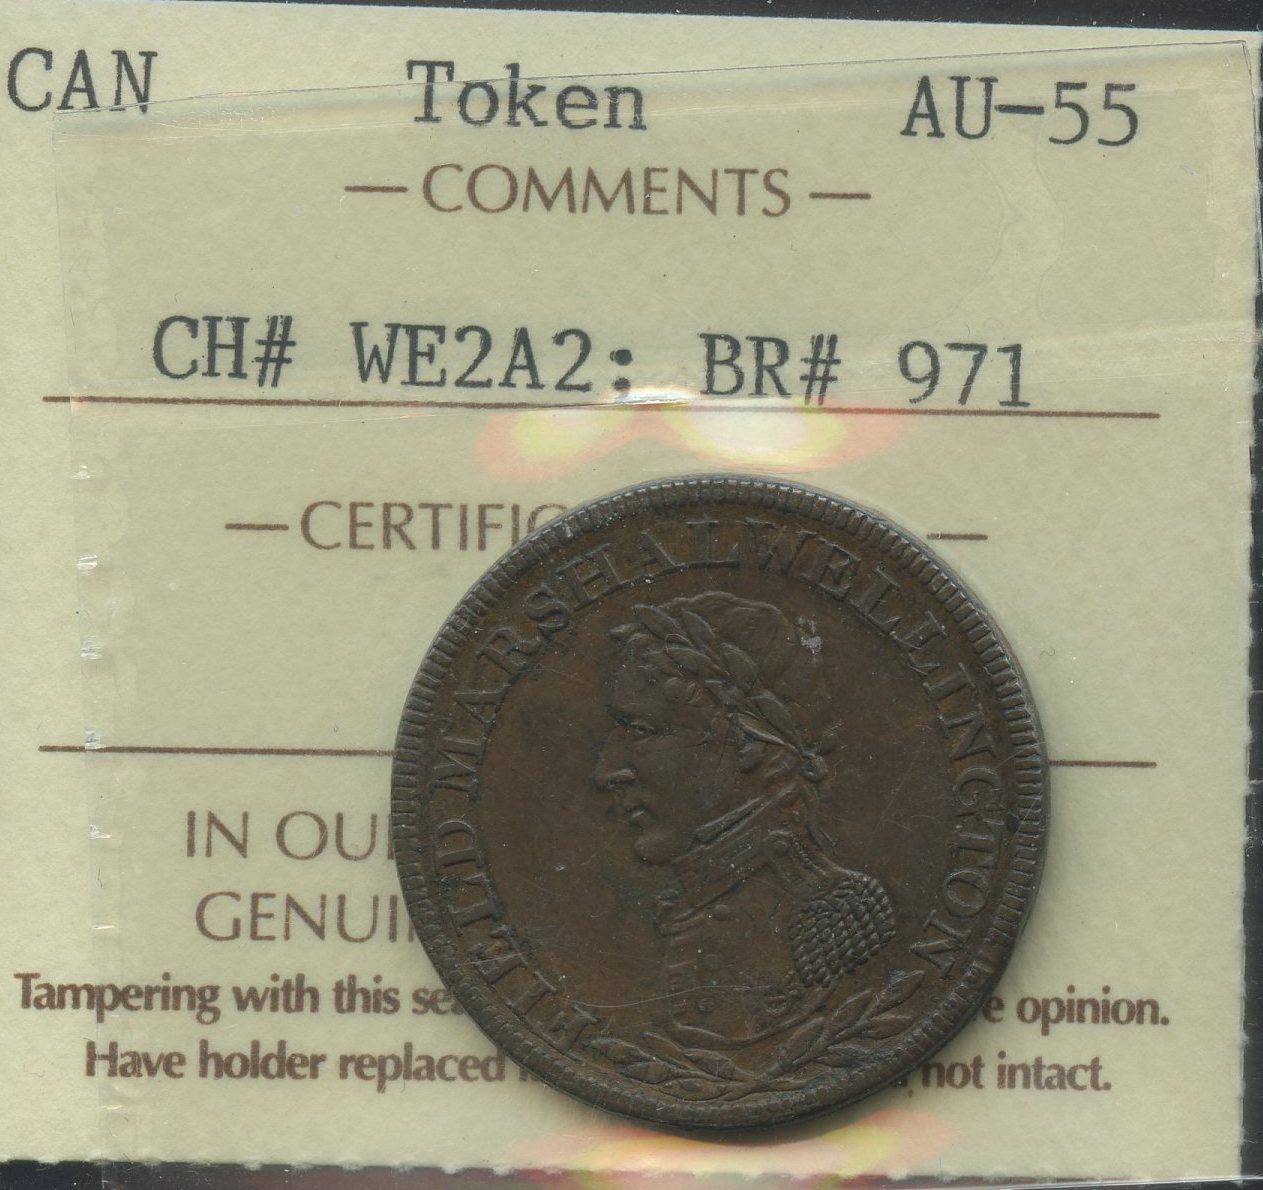 CAN Token AU-55
— COMMENTS —
CH# WE2A2; BR# 971
— CERTIFIC —
FIELD MARSHAL WELLINGTON
IN OUR
GENUI
Tampering with this se e opinion.
Have holder replaced not intact.